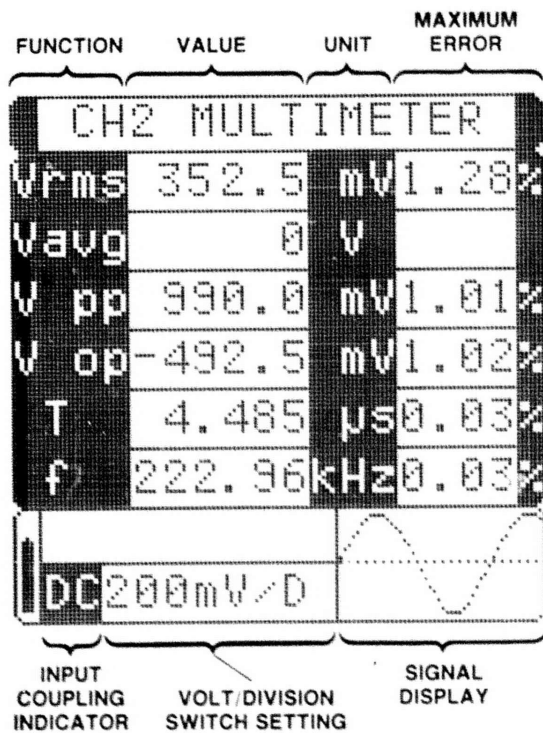 FUNCTION VALUE UNIT MAXIMUM ERROR
CH2 MULTIMETER
Vrms 352.5 mV 1.28%
Vavg 0 V
V pp 990.0 mV 1.01%
V op -492.5 mV 1.02%
T 4.485 µs 0.03%
f 222.96 kHz 0.03%
DC 200mV/D
INPUT COUPLING INDICATOR
VOLT/DIVISION SWITCH SETTING
SIGNAL DISPLAY